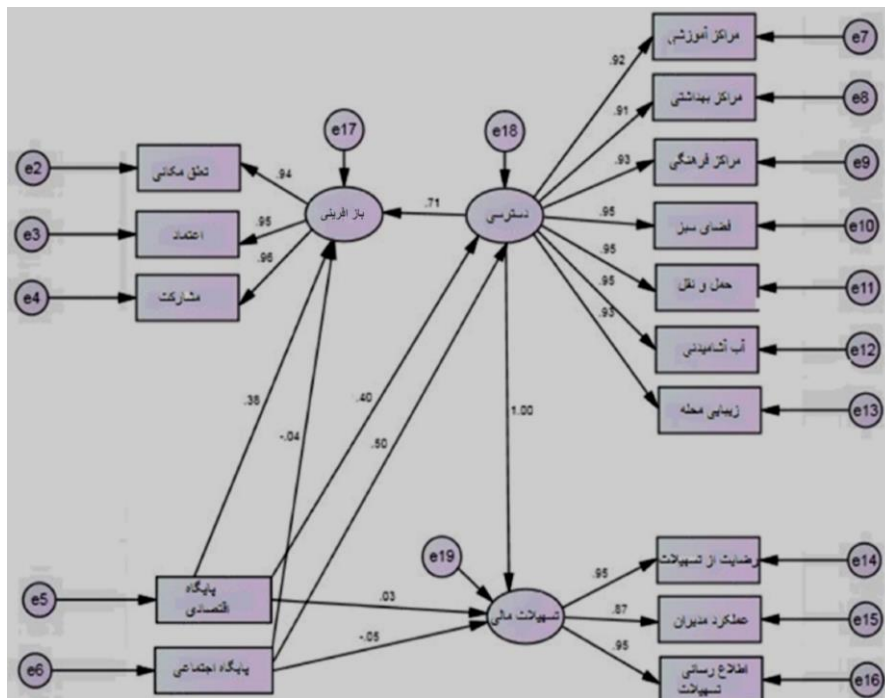 مراکز آموزشی
e7
.92
e17
e18
مراکز بهداشتی
e8
.91
e2
تعلق مکانی
.94
مراکز فرهنگی
e9
.93
باز افرینی
.71
دسترسی
e3
اعتماد
.95
فضای سبز
e10
.95
e4
مشارکت
.96
حمل و نقل
e11
.95
آب آشامیدنی
e12
.95
زیبایی محله
e13
.93
.38
-.04
.40
.50
1.00
e19
رضایت از تسهیلات
e14
.95
e5
پایگاه
اقتصادی
.03
تسهیلات مالی
عملکرد مدیران
e15
.87
e6
پایگاه اجتماعی
-.05
اطلاع رسانی
تسهیلات
e16
.95